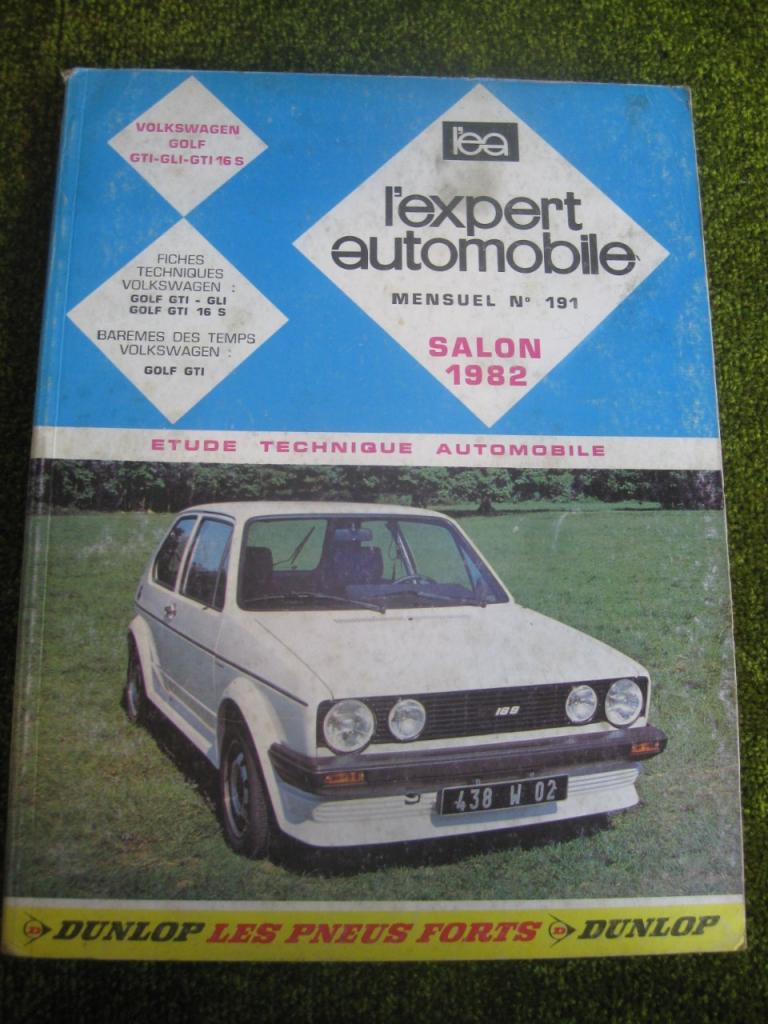 VOLKSWAGEN
GOLF
GTI-GLI-GTI 16 S
FICHES
TECHNIQUES
VOLKSWAGEN :
GOLF GTI - GLI
GOLF GTI 16 S
BAREMES DES TEMPS
VOLKSWAGEN :
GOLF GTI
l'ea
l'expert
automobile
MENSUEL N° 191
SALON
1982
ETUDE TECHNIQUE AUTOMOBILE
16S
438 W 02
D DUNLOP LES PNEUS FORTS D DUNLOP